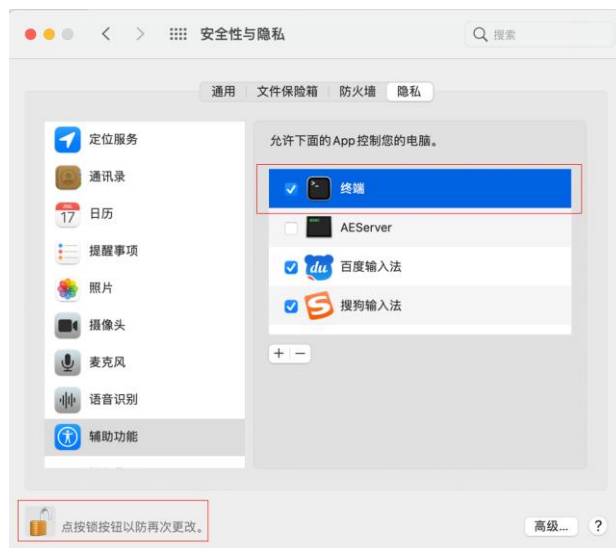 安全性与隐私
搜索
通用 文件保险箱 防火墙 隐私
定位服务
通讯录
JUL
17
日历
提醒事项
照片
摄像头
麦克风
语音识别
辅助功能
允许下面的App控制您的电脑。
终端
AEServer
du 百度输入法
S 搜狗输入法
+ −
点按锁按钮以防再次更改。
高级... ?